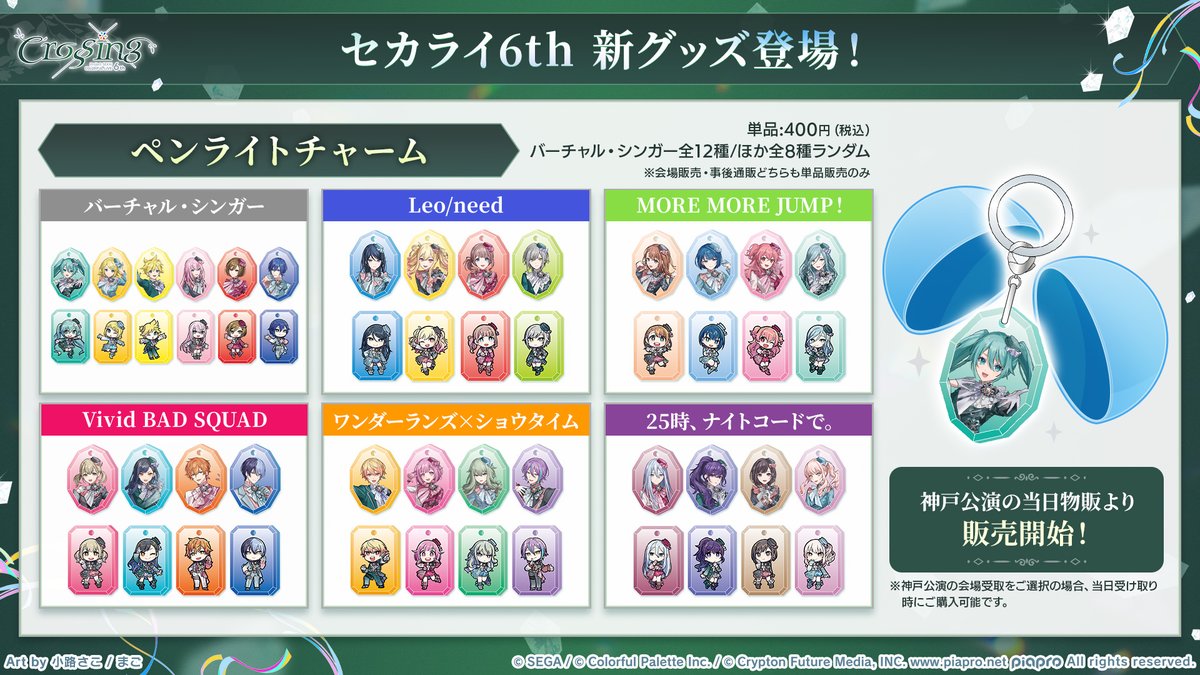 Crossing
6th
セカライ6th 新グッズ登場！
ペンライトチャーム
単品:400円（税込）
バーチャル・シンガー全12種/ほか全8種ランダム
※会場販売・事後通販どちらも単品販売のみ
バーチャル・シンガー
Leo/need
MORE MORE JUMP！
Vivid BAD SQUAD
ワンダーランズ×ショウタイム
25時、ナイトコードで。
神戸公演の当日物販より
販売開始！
※神戸公演の会場受取をご選択の場合、当日受け取り
時にご購入可能です。
Art by 小路さこ / まこ
© SEGA / © Colorful Palette Inc. / © Crypton Future Media, INC. www.piapro.net piapro All rights reserved.